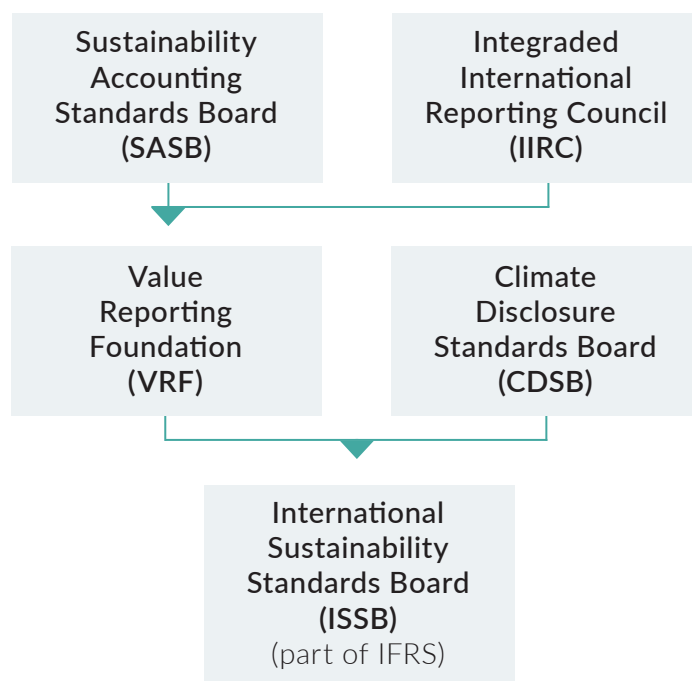 Sustainability
Accounting
Standards Board
(SASB)
Integraded
International
Reporting Council
(IIRC)
Value
Reporting
Foundation
(VRF)
Climate
Disclosure
Standards Board
(CDSB)
International
Sustainability
Standards Board
(ISSB)
(part of IFRS)